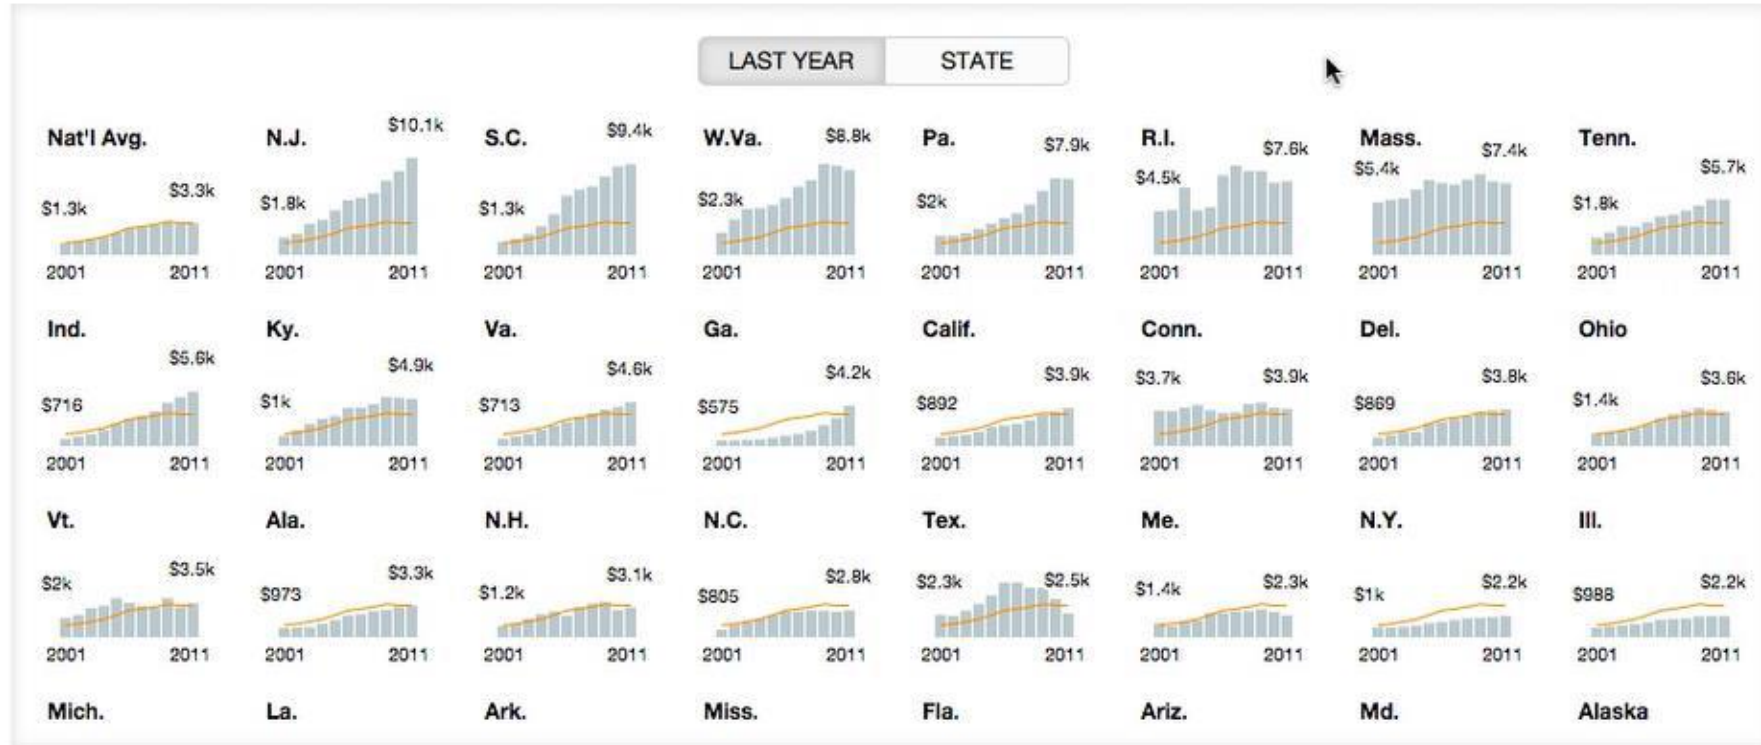 LAST YEAR STATE
Nat'l Avg. N.J. S.C. W.Va. Pa. R.I. Mass. Tenn.
$1.3k $3.3k $1.8k $10.1k $1.3k $9.4k $2.3k $8.8k $2k $7.9k $4.5k $7.6k $5.4k $7.4k $1.8k $5.7k
2001 2011 2001 2011 2001 2011 2001 2011 2001 2011 2001 2011 2001 2011 2001 2011
Ind. Ky. Va. Ga. Calif. Conn. Del. Ohio
$716 $5.6k $1k $4.9k $713 $4.6k $575 $4.2k $892 $3.9k $3.7k $3.9k $869 $3.8k $1.4k $3.6k
2001 2011 2001 2011 2001 2011 2001 2011 2001 2011 2001 2011 2001 2011 2001 2011
Vt. Ala. N.H. N.C. Tex. Me. N.Y. Ill.
$2k $3.5k $973 $3.3k $1.2k $3.1k $805 $2.8k $2.3k $2.5k $1.4k $2.3k $1k $2.2k $988 $2.2k
2001 2011 2001 2011 2001 2011 2001 2011 2001 2011 2001 2011 2001 2011 2001 2011
Mich. La. Ark. Miss. Fla. Ariz. Md. Alaska